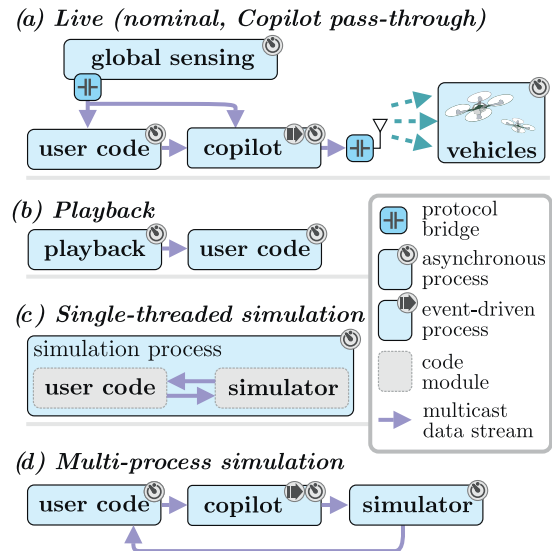 (a) Live (nominal, Copilot pass-through)
global sensing
user code
copilot
vehicles
(b) Playback
playback
user code
(c) Single-threaded simulation
simulation process
user code
simulator
protocol
bridge
asynchronous
process
event-driven
process
code
module
multicast
data stream
(d) Multi-process simulation
user code
copilot
simulator